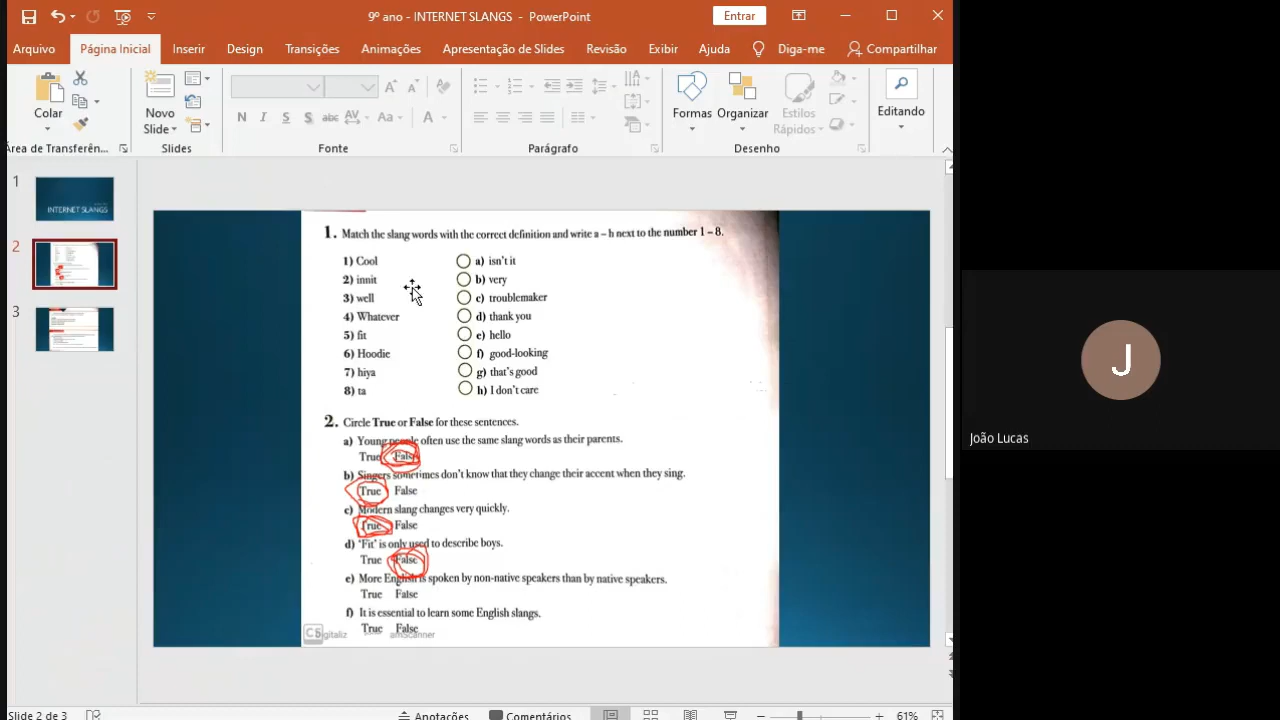 9º ano - INTERNET SLANGS - PowerPoint
Entrar
Arquivo Página Inicial Inserir Design Transições Animações Apresentação de Slides Revisão Exibir Ajuda Diga-me Compartilhar
Colar
Novo
Slide
N I S S abc AV Aa A
Formas Organizar Estilos
Rápidos
Editando
Área de Transferên... Slides Fonte Parágrafo Desenho
1
INTERNET SLANGS
2
3
1. Match the slang words with the correct definition and write a – h next to the number 1 – 8.
1) Cool a) isn't it
2) innit b) very
3) well c) troublemaker
4) Whatever d) thank you
5) fit e) hello
6) Hoodie f) good-looking
7) hiya g) that's good
8) ta h) I don't care
2. Circle True or False for these sentences.
a) Young people often use the same slang words as their parents.
True False
b) Singers sometimes don't know that they change their accent when they sing.
True False
c) Modern slang changes very quickly.
True False
d) 'Fit' is only used to describe boys.
True False
e) More English is spoken by non-native speakers than by native speakers.
True False
f) It is essential to learn some English slangs.
True False
CS
J
João Lucas
Slide 2 de 3 Anotações Comentários 61%